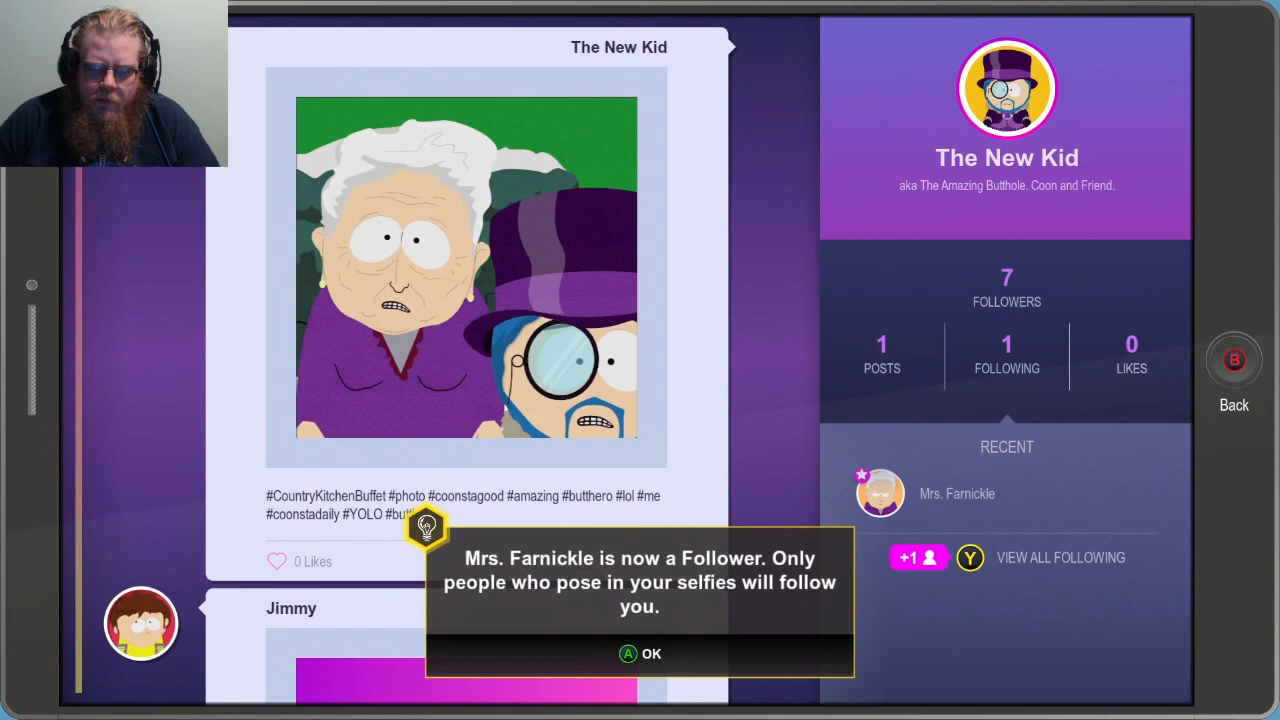 The New Kid
#CountryKitchenBuffet #photo #coonstagood #amazing #butthero #lol #me
#coonstadaily #YOLO
0 Likes
Jimmy
Mrs. Farnickle is now a Follower. Only
people who pose in your selfies will follow
you.
A OK
The New Kid
aka The Amazing Butthole. Coon and Friend.
7
FOLLOWERS
1
POSTS
1
FOLLOWING
0
LIKES
RECENT
Mrs. Farnickle
+1
Y VIEW ALL FOLLOWING
B
Back